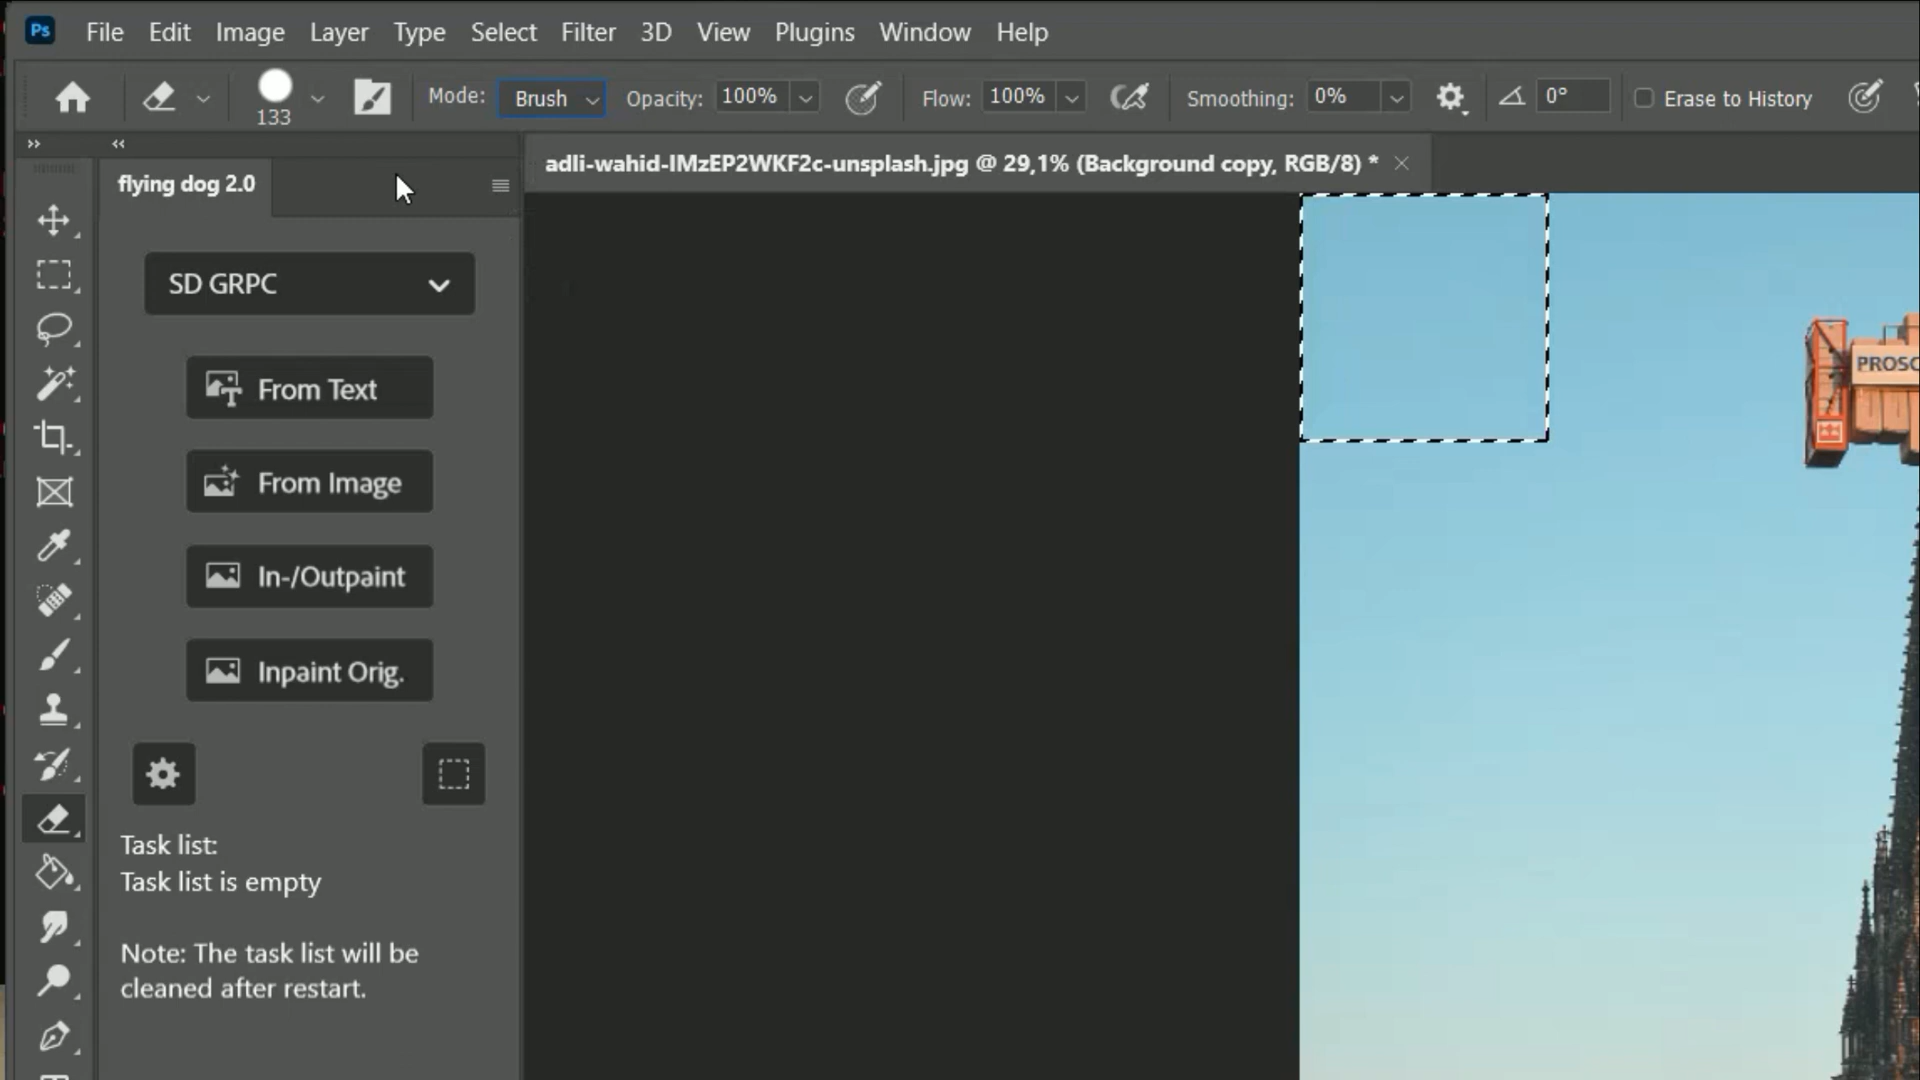 Ps File Edit Image Layer Type Select Filter 3D View Plugins Window Help
133 Mode: Brush Opacity: 100% Flow: 100% Smoothing: 0% 0° Erase to History
adli-wahid-lMzEP2WKF2c-unsplash.jpg @ 29,1% (Background copy, RGB/8) *
flying dog 2.0
SD GRPC
From Text
PROSC
From Image
In-/Outpaint
Inpaint Orig.
Task list:
Task list is empty
Note: The task list will be
cleaned after restart.